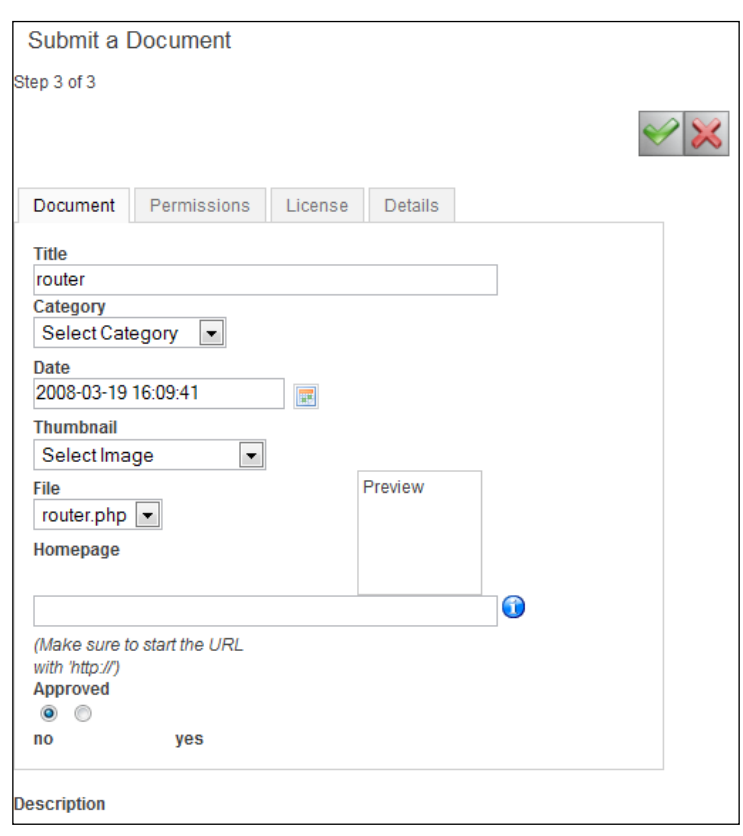 Submit a Document
Step 3 of 3
Document Permissions License Details
Title
router
Category
Select Category
Date
2008-03-19 16:09:41
Thumbnail
Select Image
File
Preview
router.php
Homepage
(Make sure to start the URL
with 'http://')
Approved
no yes
Description